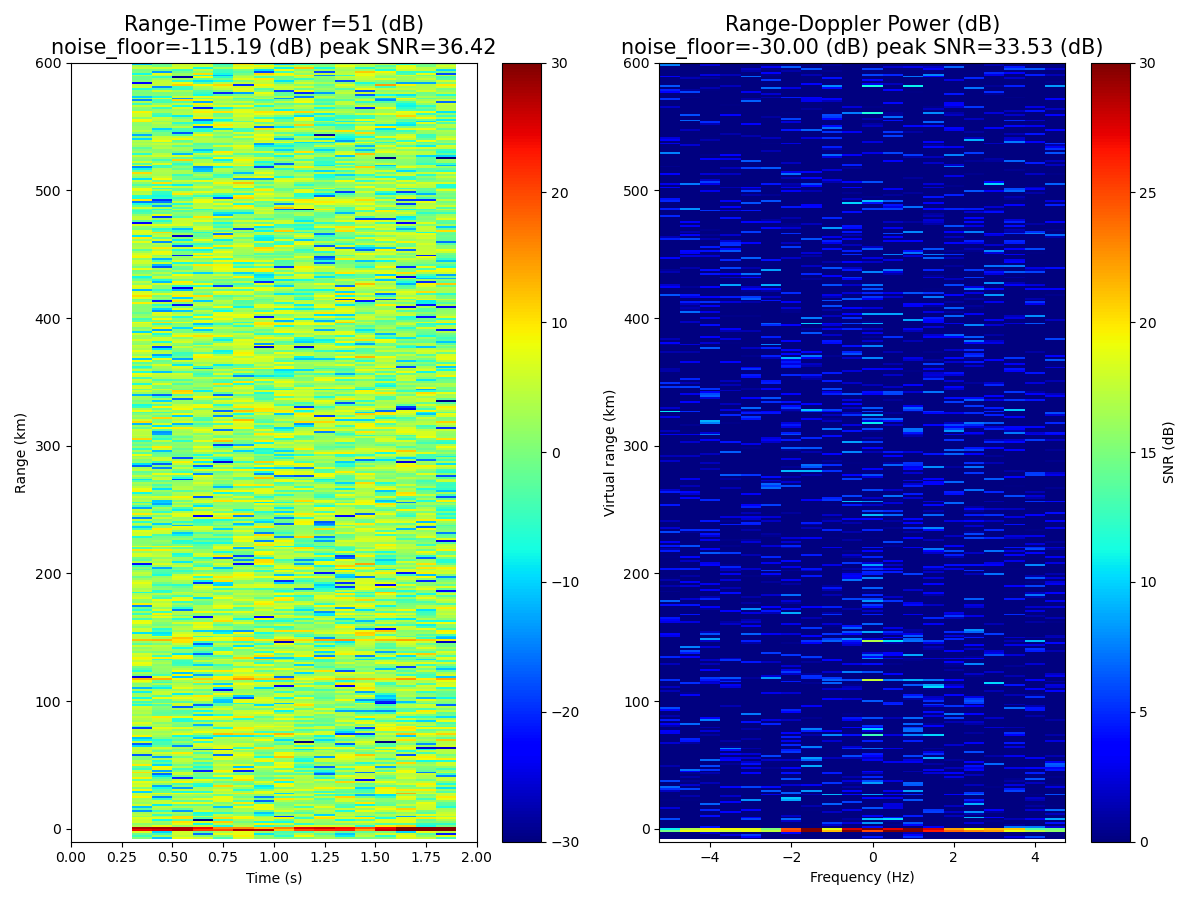 Range-Time Power f=51 (dB)
noise_floor=-115.19 (dB) peak SNR=36.42
Range-Doppler Power (dB)
noise_floor=-30.00 (dB) peak SNR=33.53 (dB)
600
500
400
300
200
100
0
Range (km)
0.00 0.25 0.50 0.75 1.00 1.25 1.50 1.75 2.00
Time (s)
30
20
10
0
−10
−20
−30
600
500
400
300
200
100
0
Virtual range (km)
−4 −2 0 2 4
Frequency (Hz)
30
25
20
15
10
5
0
SNR (dB)